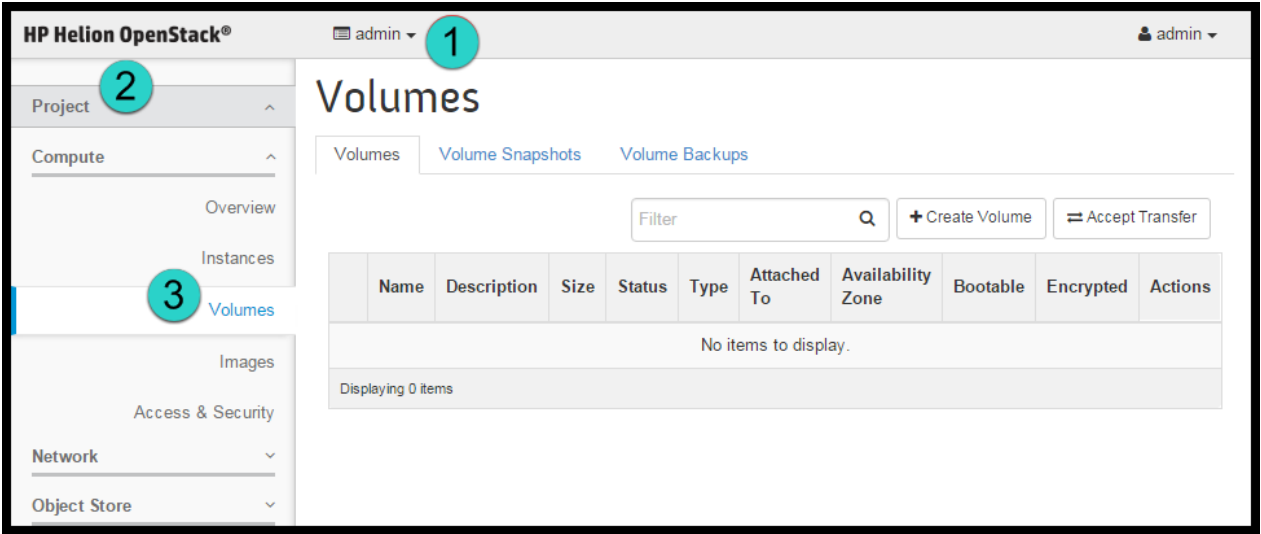 HP Helion OpenStack® admin 1 admin
2
Project
Compute
Overview
Instances
3
Volumes
Images
Access & Security
Network
Object Store
Volumes
Volumes Volume Snapshots Volume Backups
Filter Create Volume Accept Transfer
Name Description Size Status Type Attached To Availability Zone Bootable Encrypted Actions
No items to display.
Displaying 0 items